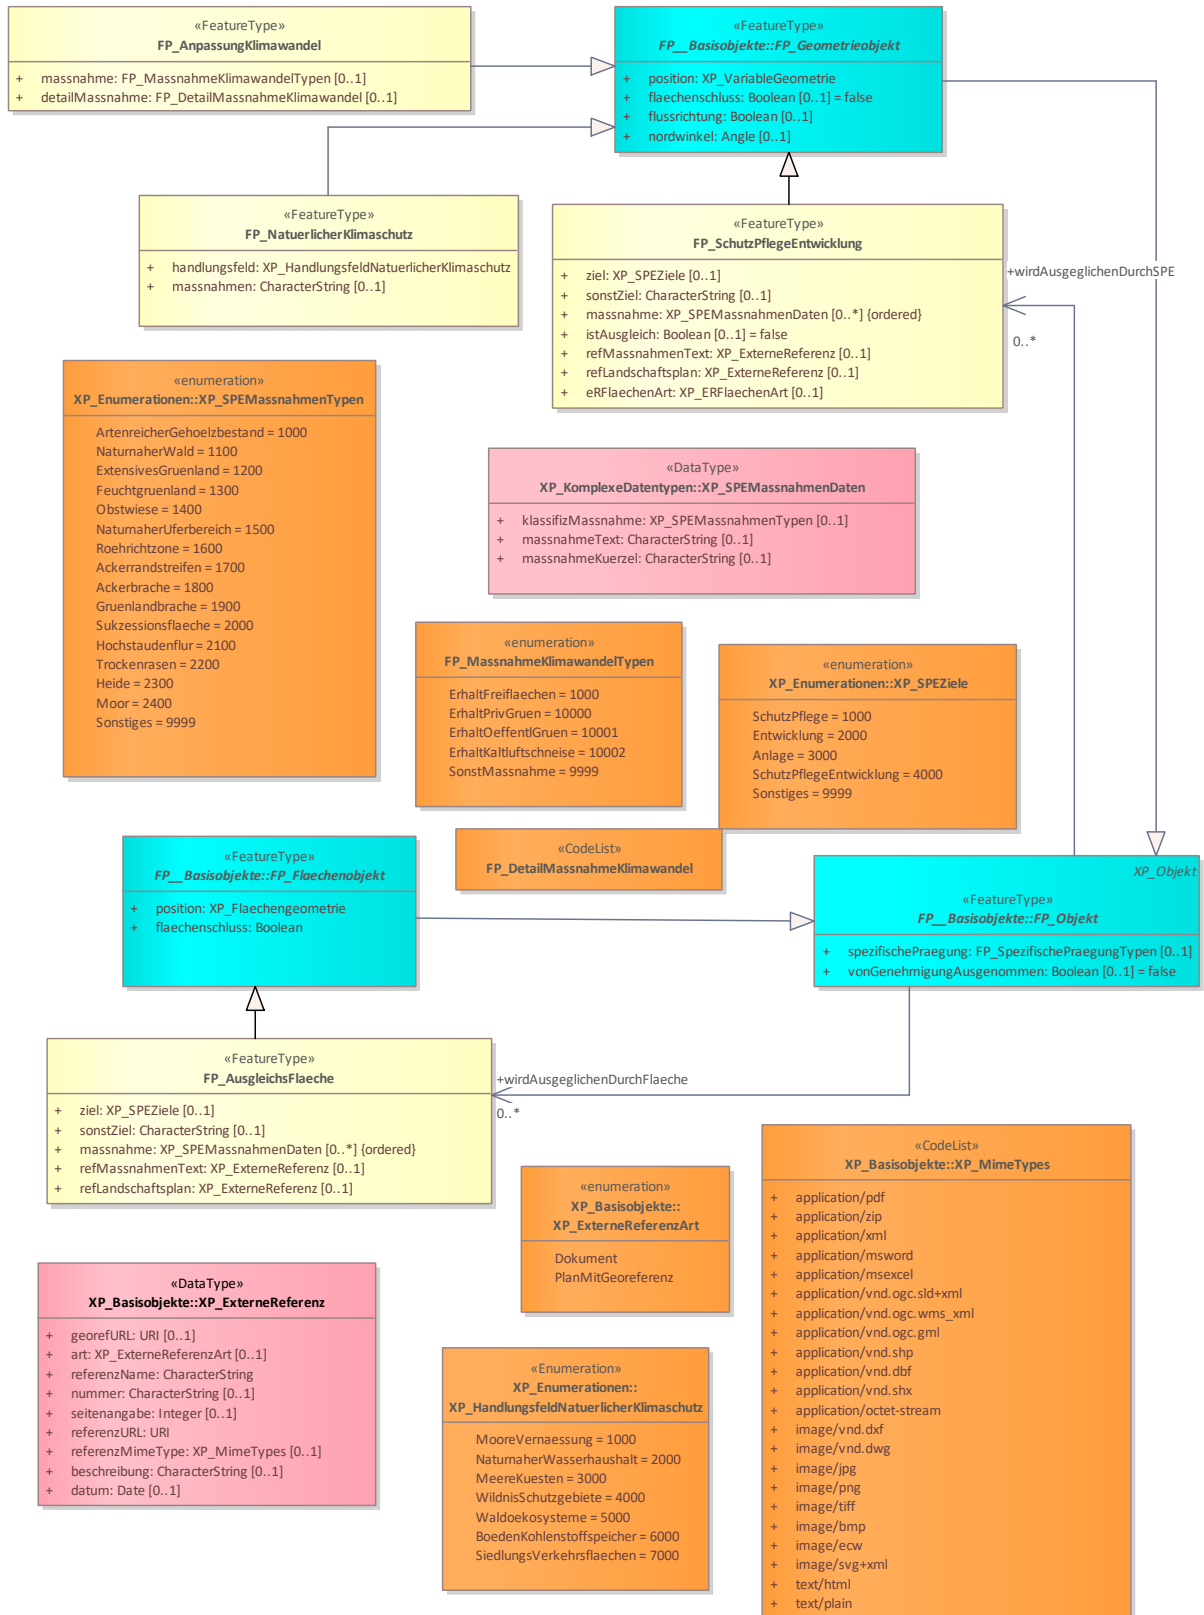 «FeatureType»
FP_AnpassungKlimawandel
+ massnahme: FP_MassnahmeKlimawandelTypen [0..1]
+ detailMassnahme: FP_DetailMassnahmeKlimawandel [0..1]
«FeatureType»
FP__Basisobjekte::FP_Geometrieobjekt
+ position: XP_VariableGeometrie
+ flaechenschluss: Boolean [0..1] = false
+ flussrichtung: Boolean [0..1]
+ nordwinkel: Angle [0..1]
«FeatureType»
FP_NatuerlicherKlimaschutz
+ handlungsfeld: XP_HandlungsfeldNatuerlicherKlimaschutz
+ massnahmen: CharacterString [0..1]
«FeatureType»
FP_SchutzPflegeEntwicklung
+ ziel: XP_SPEZiele [0..1]
+ sonstZiel: CharacterString [0..1]
+ massnahme: XP_SPEMassnahmenDaten [0..*] {ordered}
+ istAusgleich: Boolean [0..1] = false
+ refMassnahmenText: XP_ExterneReferenz [0..1]
+ refLandschaftsplan: XP_ExterneReferenz [0..1]
+ eRFlaechenArt: XP_ERFlaechenArt [0..1]
+wirdAusgeglichenDurchSPE
0..*
«enumeration»
XP_Enumerationen::XP_SPEMassnahmenTypen
ArtenreicherGehoelzbestand = 1000
NaturnaherWald = 1100
ExtensivesGruenland = 1200
Feuchtgruenland = 1300
Obstwiese = 1400
NaturnaherUferbereich = 1500
Roehrichtzone = 1600
Ackerrandstreifen = 1700
Ackerbrache = 1800
Gruenlandbrache = 1900
Sukzessionsflaeche = 2000
Hochstaudenflur = 2100
Trockenrasen = 2200
Heide = 2300
Moor = 2400
Sonstiges = 9999
«DataType»
XP_KomplexeDatentypen::XP_SPEMassnahmenDaten
+ klassifizMassnahme: XP_SPEMassnahmenTypen [0..1]
+ massnahmeText: CharacterString [0..1]
+ massnahmeKuerzel: CharacterString [0..1]
«enumeration»
FP_MassnahmeKlimawandelTypen
ErhaltFreiflaechen = 1000
ErhaltPrivGruen = 10000
ErhaltOeffentlGruen = 10001
ErhaltKaltluftschneise = 10002
SonstMassnahme = 9999
«enumeration»
XP_Enumerationen::XP_SPEZiele
SchutzPflege = 1000
Entwicklung = 2000
Anlage = 3000
SchutzPflegeEntwicklung = 4000
Sonstiges = 9999
«CodeList»
FP_DetailMassnahmeKlimawandel
«FeatureType»
FP__Basisobjekte::FP_Flaechenobjekt
+ position: XP_Flaechengeometrie
+ flaechenschluss: Boolean
XP_Objekt
«FeatureType»
FP__Basisobjekte::FP_Objekt
+ spezifischePraegung: FP_SpezifischePraegungTypen [0..1]
+ vonGenehmigungAusgenommen: Boolean [0..1] = false
«FeatureType»
FP_AusgleichsFlaeche
+ ziel: XP_SPEZiele [0..1]
+ sonstZiel: CharacterString [0..1]
+ massnahme: XP_SPEMassnahmenDaten [0..*] {ordered}
+ refMassnahmenText: XP_ExterneReferenz [0..1]
+ refLandschaftsplan: XP_ExterneReferenz [0..1]
+wirdAusgeglichenDurchFlaeche
0..*
«enumeration»
XP_Basisobjekte::
XP_ExterneReferenzArt
Dokument
PlanMitGeoreferenz
«CodeList»
XP_Basisobjekte::XP_MimeTypes
+ application/pdf
+ application/zip
+ application/xml
+ application/msword
+ application/msexcel
+ application/vnd.ogc.sld+xml
+ application/vnd.ogc.wms_xml
+ application/vnd.ogc.gml
+ application/vnd.shp
+ application/vnd.dbf
+ application/vnd.shx
+ application/octet-stream
+ image/vnd.dxf
+ image/vnd.dwg
+ image/jpg
+ image/png
+ image/tiff
+ image/bmp
+ image/ecw
+ image/svg+xml
+ text/html
+ text/plain
«DataType»
XP_Basisobjekte::XP_ExterneReferenz
+ georefURL: URI [0..1]
+ art: XP_ExterneReferenzArt [0..1]
+ referenzName: CharacterString
+ nummer: CharacterString [0..1]
+ seitenangabe: Integer [0..1]
+ referenzURL: URI
+ referenzMimeType: XP_MimeTypes [0..1]
+ beschreibung: CharacterString [0..1]
+ datum: Date [0..1]
«Enumeration»
XP_Enumerationen::
XP_HandlungsfeldNatuerlicherKlimaschutz
MooreVernaessung = 1000
NaturnaherWasserhaushalt = 2000
MeereKuesten = 3000
WildnisSchutzgebiete = 4000
Waldoekosysteme = 5000
BoedenKohlenstoffspeicher = 6000
SiedlungsVerkehrsflaechen = 7000